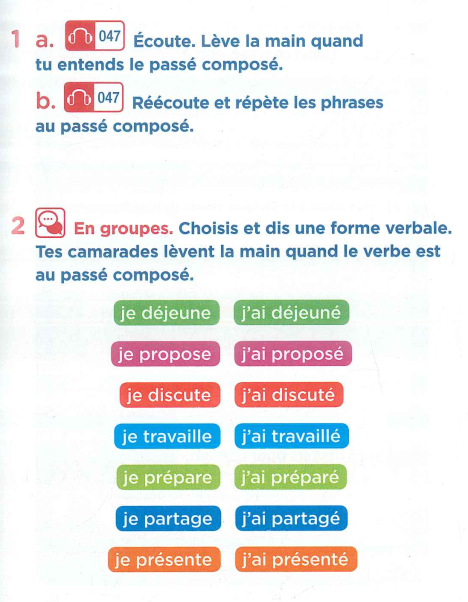 1 a. 047 Écoute. Lève la main quand
tu entends le passé composé.
b. 047 Réécoute et répète les phrases
au passé composé.
2 En groupes. Choisis et dis une forme verbale.
Tes camarades lèvent la main quand le verbe est
au passé composé.
je déjeune j'ai déjeuné
je propose j'ai proposé
je discute j'ai discuté
je travaille j'ai travaillé
je prépare j'ai préparé
je partage j'ai partagé
je présente j'ai présenté